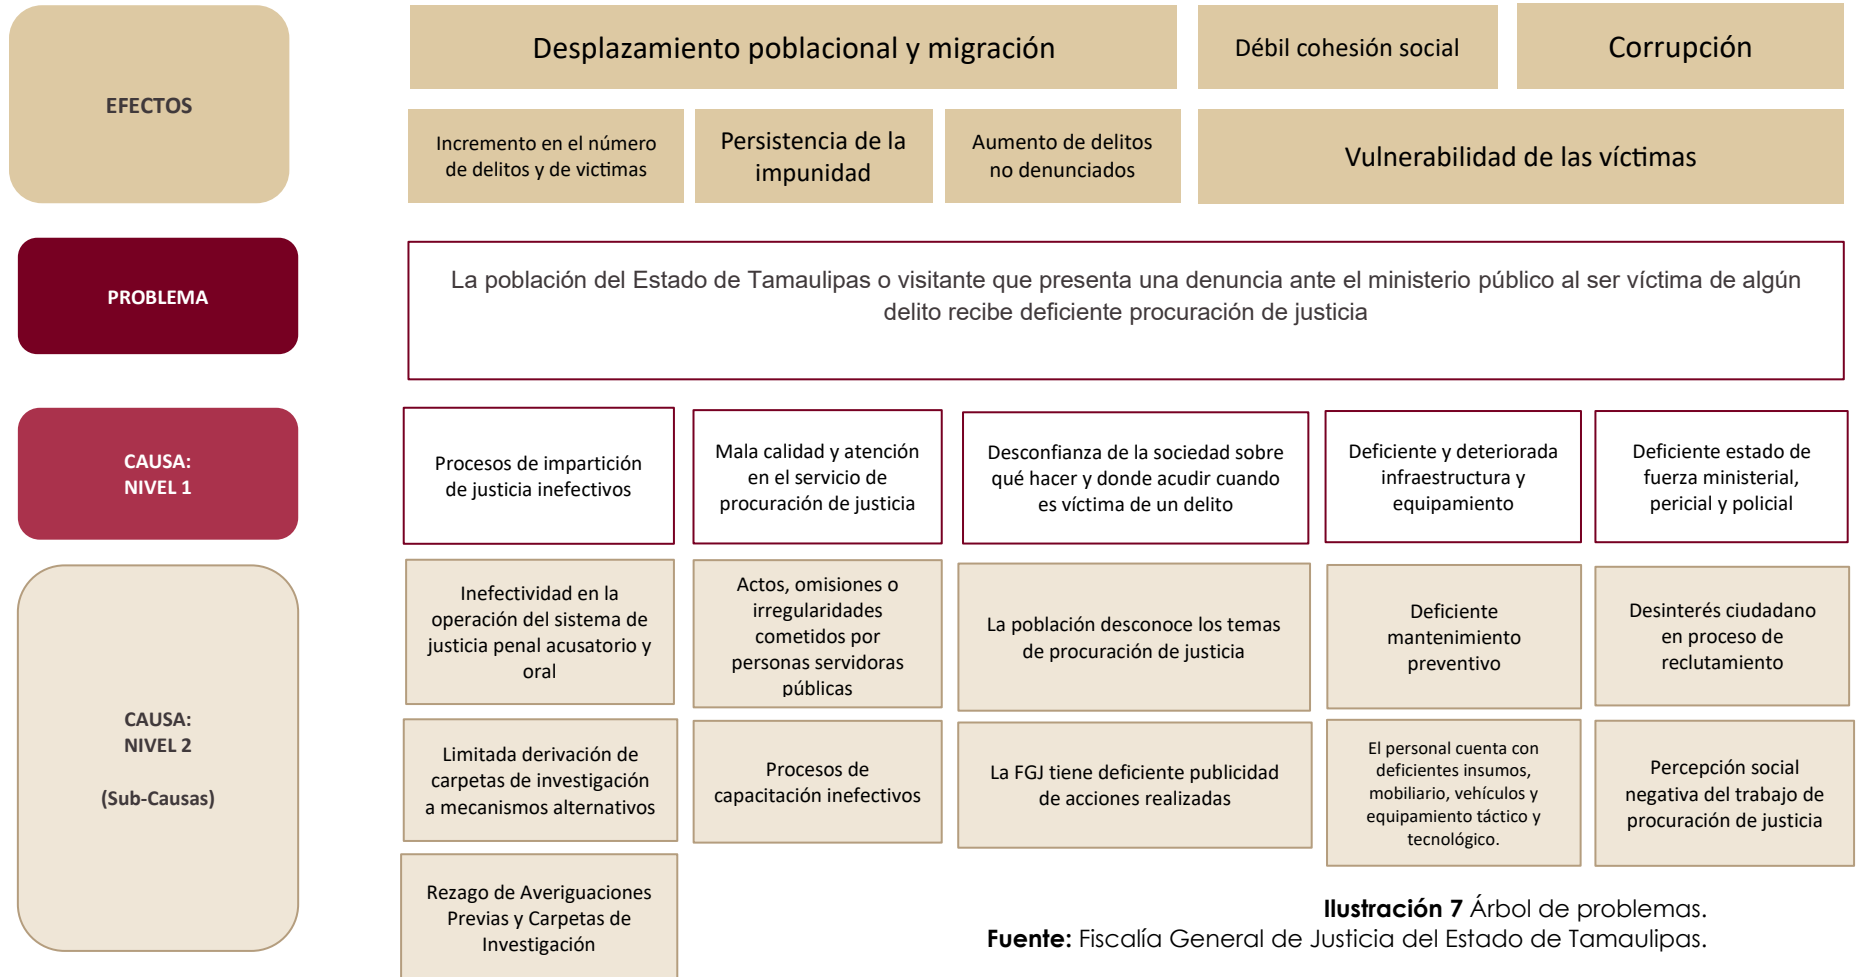 EFECTOS
Desplazamiento poblacional y migración
Débil cohesión social
Corrupción
Incremento en el número
de delitos y de victimas
Persistencia de la
impunidad
Aumento de delitos
no denunciados
Vulnerabilidad de las víctimas
PROBLEMA
La población del Estado de Tamaulipas o visitante que presenta una denuncia ante el ministerio público al ser víctima de algún
delito recibe deficiente procuración de justicia
CAUSA:
NIVEL 1
Procesos de impartición
de justicia inefectivos
Mala calidad y atención
en el servicio de
procuración de justicia
Desconfianza de la sociedad sobre
qué hacer y donde acudir cuando
es víctima de un delito
Deficiente y deteriorada
infraestructura y
equipamiento
Deficiente estado de
fuerza ministerial,
pericial y policial
CAUSA:
NIVEL 2
(Sub-Causas)
Inefectividad en la
operación del sistema de
justicia penal acusatorio y
oral
Actos, omisiones o
irregularidades
cometidos por
personas servidoras
públicas
La población desconoce los temas
de procuración de justicia
Deficiente
mantenimiento
preventivo
Desinterés ciudadano
en proceso de
reclutamiento
Limitada derivación de
carpetas de investigación
a mecanismos alternativos
Procesos de
capacitación inefectivos
La FGJ tiene deficiente publicidad
de acciones realizadas
El personal cuenta con
deficientes insumos,
mobiliario, vehículos y
equipamiento táctico y
tecnológico.
Percepción social
negativa del trabajo de
procuración de justicia
Rezago de Averiguaciones
Previas y Carpetas de
Investigación
Ilustración 7 Árbol de problemas.
Fuente: Fiscalía General de Justicia del Estado de Tamaulipas.